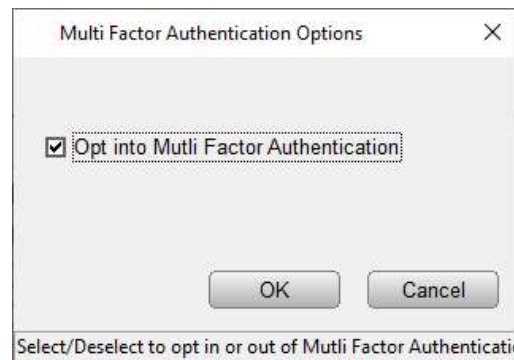 Multi Factor Authentication Options
Opt into Mutli Factor Authentication
OK Cancel
Select/Deselect to opt in or out of Mutli Factor Authenticati